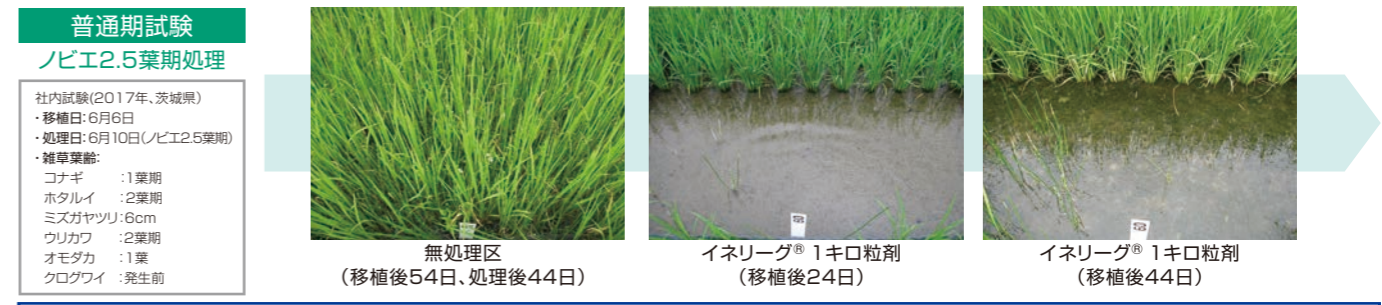 普通期試験
ノビエ2.5葉期処理
社内試験(2017年、茨城県)
・移植日:6月6日
・処理日:6月10日(ノビエ2.5葉期)
・雑草葉齢:
コナギ :1葉期
ホタルイ :2葉期
ミズガヤツリ:6cm
ウリカワ :2葉期
オモダカ :1葉
クログワイ :発生前
無処理区
(移植後54日、処理後44日)
イネリーグ® 1キロ粒剤
(移植後24日)
イネリーグ® 1キロ粒剤
(移植後44日)